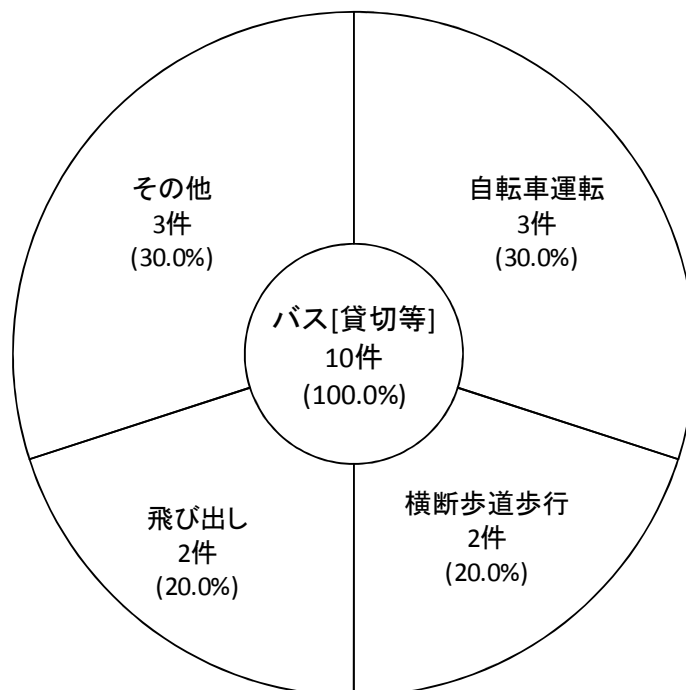 その他
3件
(30.0%)
自転車運転
3件
(30.0%)
バス[貸切等]
10件
(100.0%)
飛び出し
2件
(20.0%)
横断歩道歩行
2件
(20.0%)